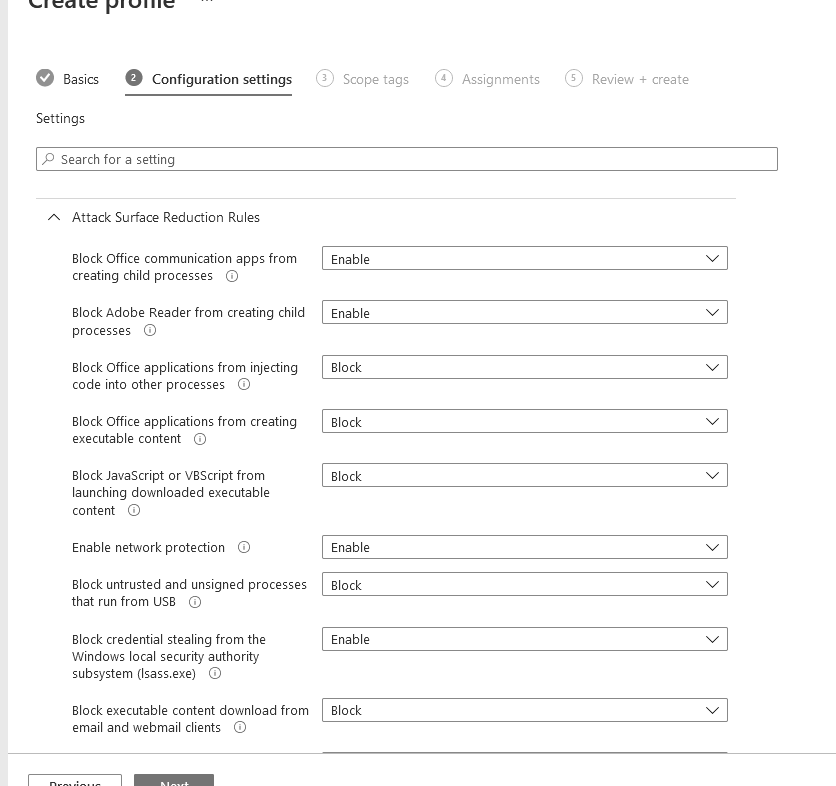 Create profile ...
Basics
2 Configuration settings
3 Scope tags
4 Assignments
5 Review + create
Settings
Search for a setting
Attack Surface Reduction Rules
Block Office communication apps from
creating child processes
Enable
Block Adobe Reader from creating child
processes
Enable
Block Office applications from injecting
code into other processes
Block
Block Office applications from creating
executable content
Block
Block JavaScript or VBScript from
launching downloaded executable
content
Block
Enable network protection
Enable
Block untrusted and unsigned processes
that run from USB
Block
Block credential stealing from the
Windows local security authority
subsystem (lsass.exe)
Enable
Block executable content download from
email and webmail clients
Block
Previous
Next